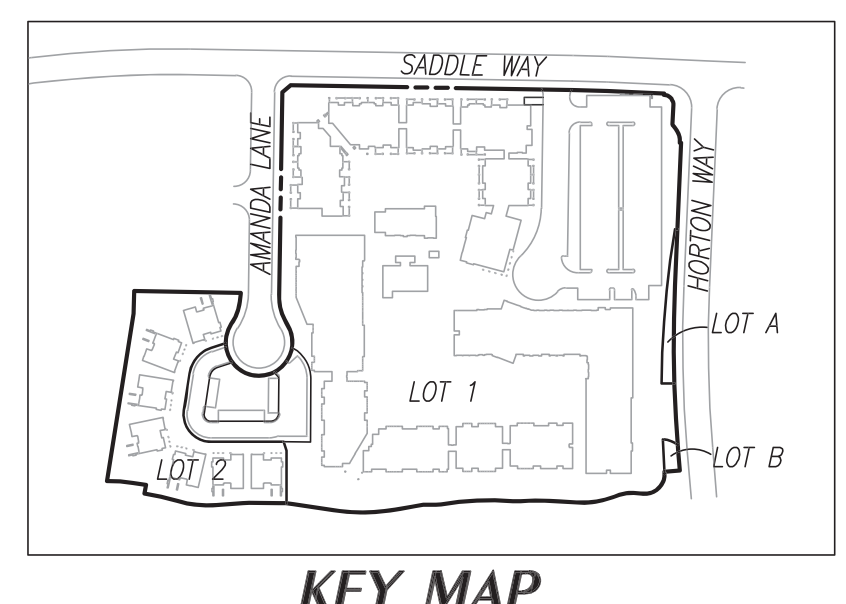 SADDLE WAY
AMANDA LANE
HORTON WAY
LOT A
LOT 1
LOT B
LOT 2
KEY MAP